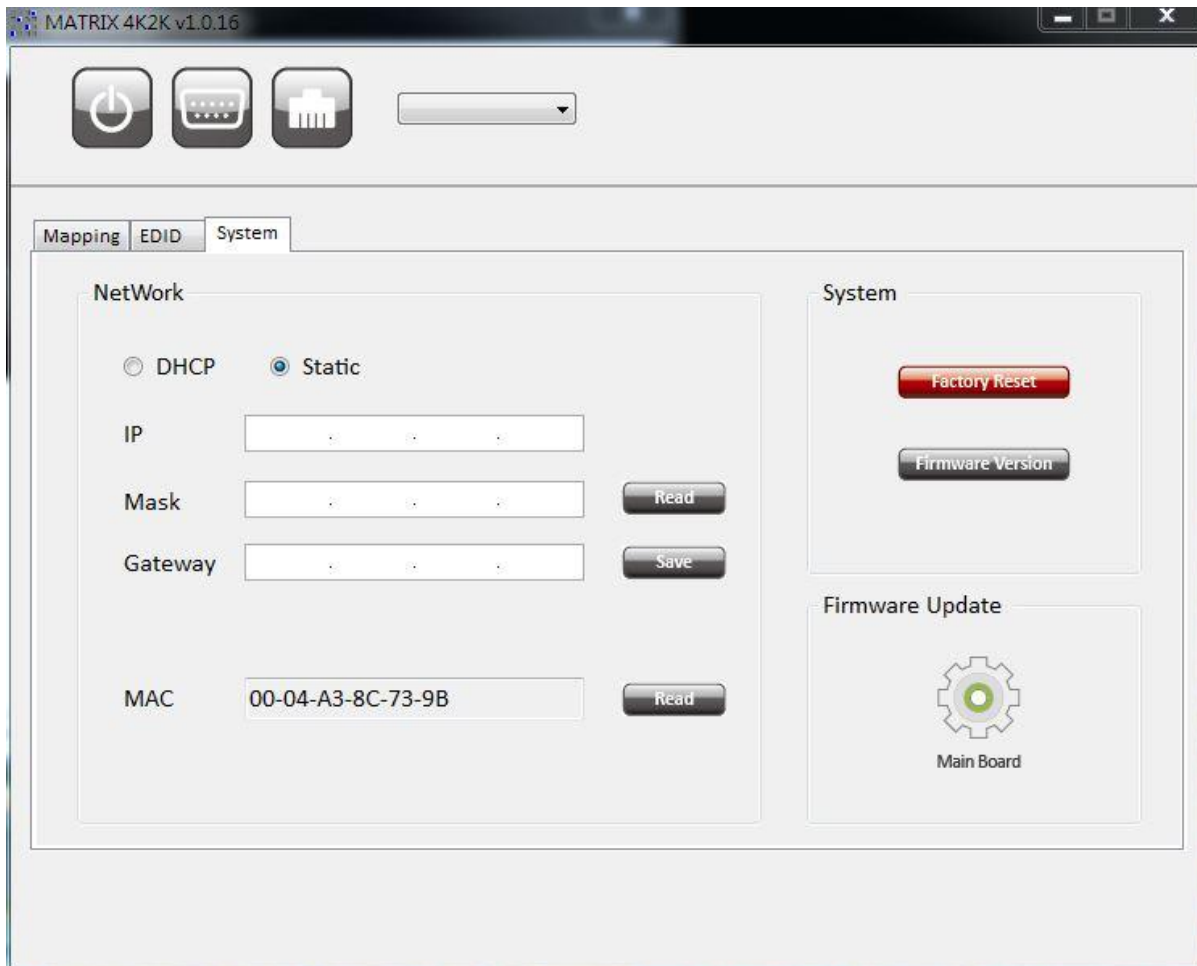 MATRIX 4K2K v1.0.16
Mapping EDID System
NetWork
DHCP Static
IP . . .
Mask . . . Read
Gateway . . . Save
MAC 00-04-A3-8C-73-9B Read
System
Factory Reset
Firmware Version
Firmware Update
Main Board